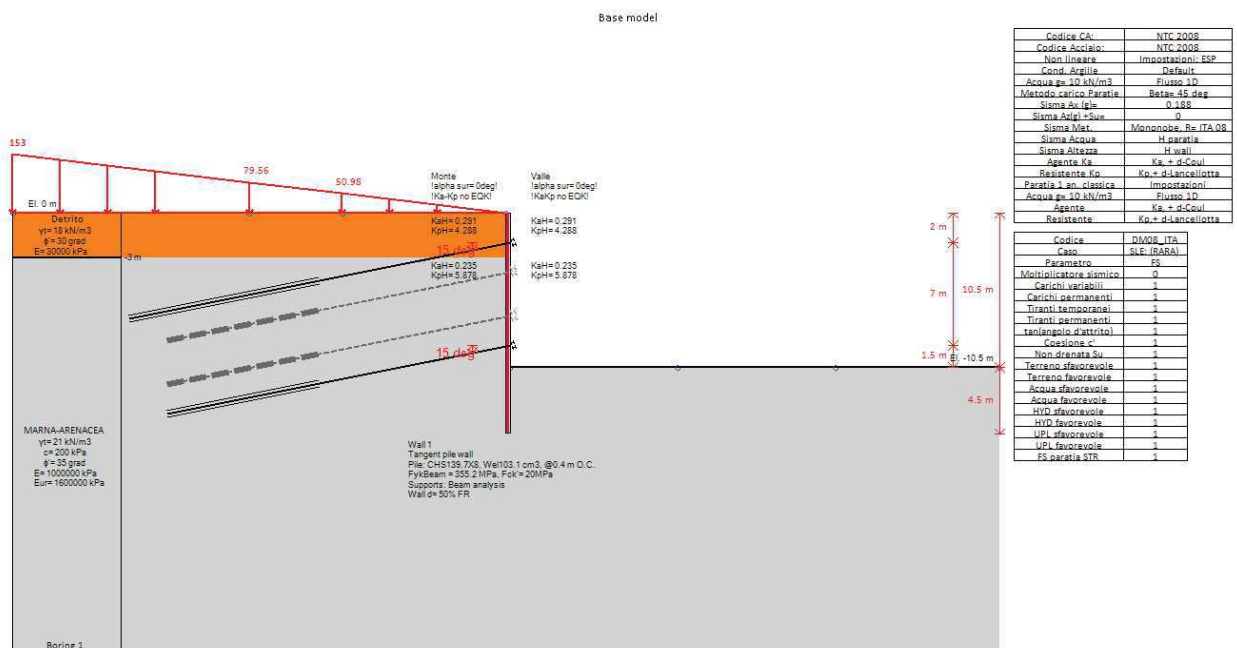 Base model
153
79.56
50.98
El. 0 m
Detrito
γt= 18 kN/m3
ϕ'= 30 grad
E= 30000 kPa
-3 m
MARNA-ARENACEA
γt= 21 kN/m3
c= 200 kPa
ϕ'= 35 grad
E= 1000000 kPa
Eur= 1600000 kPa
Boring 1
Monte
!alpha sur= 0deg!
!Ka-Kp no EQK!
KaH= 0.291
KpH= 4.288
KaH= 0.235
KpH= 5.878
Valle
!alpha sur= 0deg!
!KaKp no EQK!
KaH= 0.291
KpH= 4.288
KaH= 0.235
KpH= 5.878
15 deg
15 deg
Wall 1
Tangent pile wall
Pile: CHS139.7X8, Wel103.1 cm3, @0.4 m O.C.
FykBeam = 355.2 MPa, Fck'= 20MPa
Supports: Beam analysis
Wall d= 50% FR
2 m
7 m
10.5 m
1.5 m
El. -10.5 m
4.5 m
Codice CA: NTC 2008
Codice Acciaio: NTC 2008
Non lineare Impostazioni: ESP
Cond. Argille Default
Acqua g= 10 kN/m3 Flusso 1D
Metodo carico Paratie Beta= 45 deg
Sisma Ax (g)= 0.188
Sisma Az(g) +Su= 0
Sisma Met. Mononobe, R= ITA 08
Sisma Acqua H paratia
Sisma Altezza H wall
Agente Ka Ka, + d-Coul
Resistente Kp Kp,+ d-Lancellotta
Paratia 1 an. classica Impostazioni
Acqua g= 10 kN/m3 Flusso 1D
Agente Ka, + d-Coul
Resistente Kp,+ d-Lancellotta
Codice DM08_ITA
Caso SLE: (RARA)
Parametro FS
Moltiplicatore sismico 0
Carichi variabili 1
Carichi permanenti 1
Tiranti temporanei 1
Tiranti permanenti 1
tan(angolo d'attrito) 1
Coesione c' 1
Non drenata Su 1
Terreno sfavorevole 1
Terreno favorevole 1
Acqua sfavorevole 1
Acqua favorevole 1
HYD sfavorevole 1
HYD favorevole 1
UPL sfavorevole 1
UPL favorevole 1
FS paratia STR 1